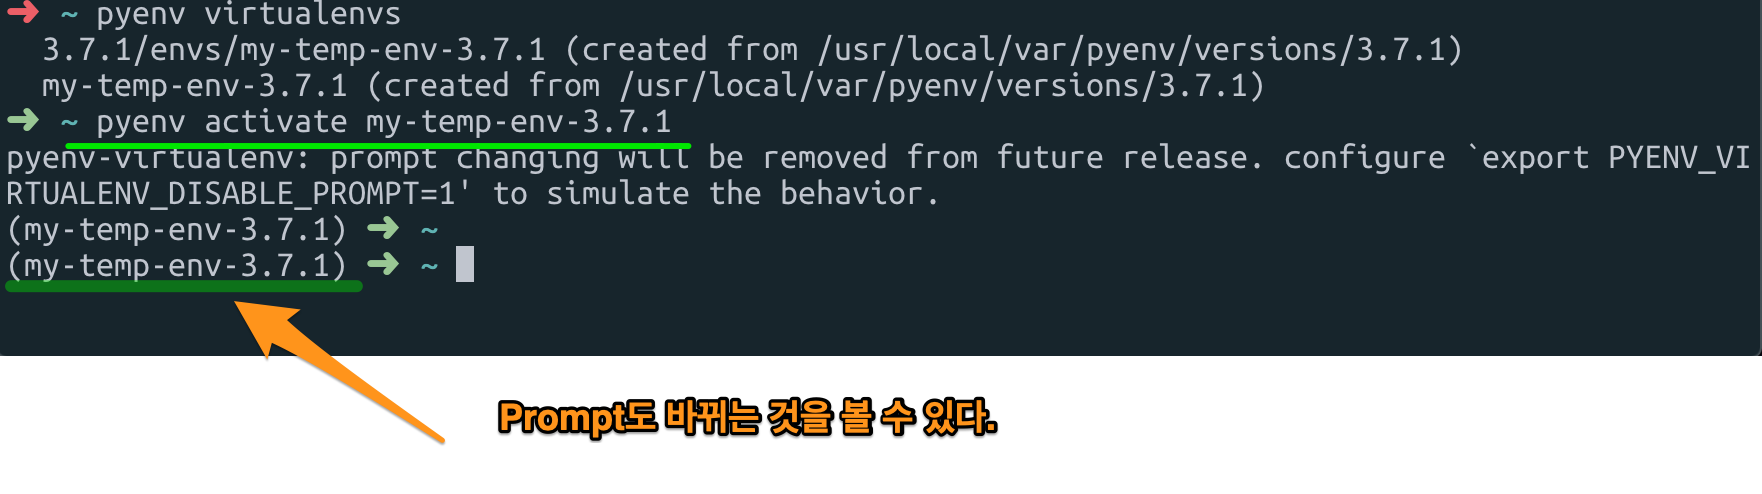 ➜ ~ pyenv virtualenvs
3.7.1/envs/my-temp-env-3.7.1 (created from /usr/local/var/pyenv/versions/3.7.1)
my-temp-env-3.7.1 (created from /usr/local/var/pyenv/versions/3.7.1)
➜ ~ pyenv activate my-temp-env-3.7.1
pyenv-virtualenv: prompt changing will be removed from future release. configure `export PYENV_VI
RTUALENV_DISABLE_PROMPT=1' to simulate the behavior.
(my-temp-env-3.7.1) ➜ ~
(my-temp-env-3.7.1) ➜ ~
Prompt도 바뀌는 것을 볼 수 있다.